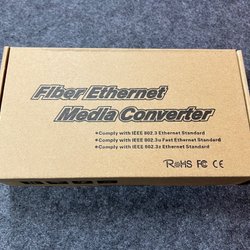 Fiber Ethernet
Media Converter
*Comply with IEEE 802.3 Ethernet Standard
*Comply with IEEE 802.3u Fast Ethernet Standard
*Comply with IEEE 802.3z Ethernet Standard
RoHS FC CE